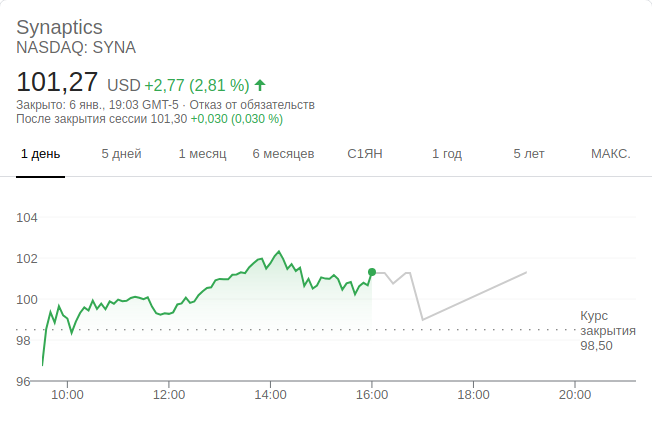 Synaptics
NASDAQ: SYNA
101,27 USD +2,77 (2,81 %)
Закрыто: 6 янв., 19:03 GMT-5 · Отказ от обязательств
После закрытия сессии 101,30 +0,030 (0,030 %)
1 день 5 дней 1 месяц 6 месяцев С1ЯН 1 год 5 лет МАКС.
104
102
100
98
96
Курс
закрытия
98,50
10:00 12:00 14:00 16:00 18:00 20:00